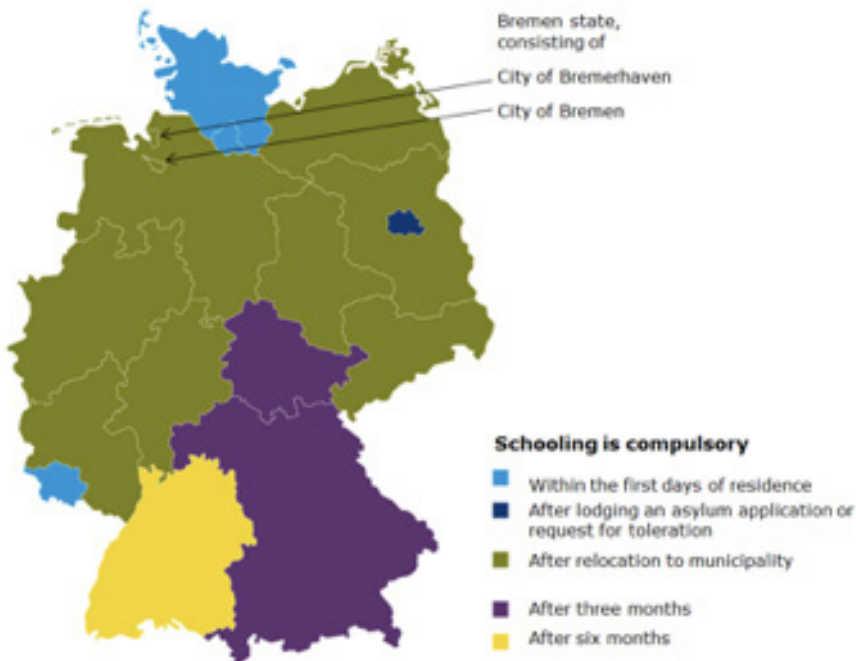 Bremen state,
consisting of
City of Bremerhaven
City of Bremen
Schooling is compulsory
Within the first days of residence
After lodging an asylum application or
request for toleration
After relocation to municipality
After three months
After six months